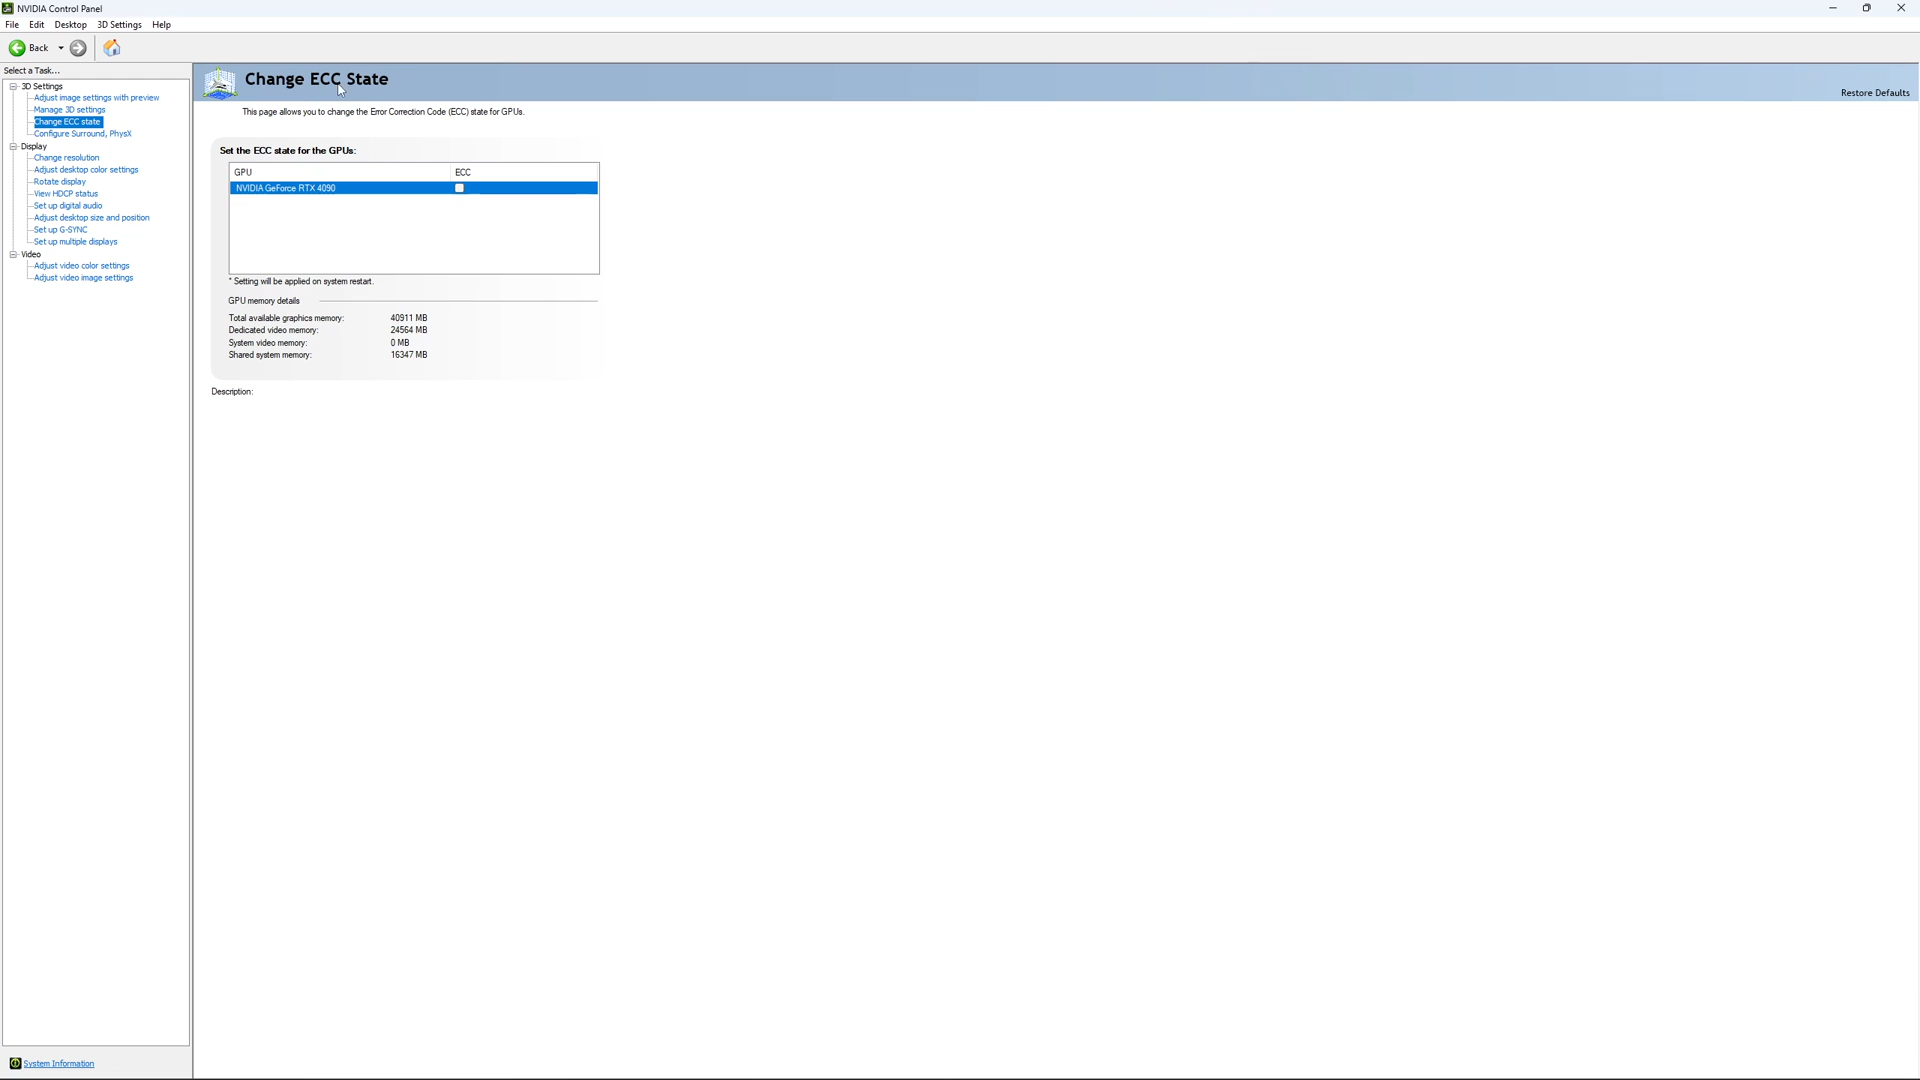 NVIDIA Control Panel
File Edit Desktop 3D Settings Help
Back
Select a Task...
3D Settings
Adjust image settings with preview
Manage 3D settings
Change ECC state
Configure Surround, PhysX
Display
Change resolution
Adjust desktop color settings
Rotate display
View HDCP status
Set up digital audio
Adjust desktop size and position
Set up G-SYNC
Set up multiple displays
Video
Adjust video color settings
Adjust video image settings
System Information
Change ECC State
Restore Defaults
This page allows you to change the Error Correction Code (ECC) state for GPUs.
Set the ECC state for the GPUs:
GPU ECC
NVIDIA GeForce RTX 4090
* Setting will be applied on system restart.
GPU memory details
Total available graphics memory: 40911 MB
Dedicated video memory: 24564 MB
System video memory: 0 MB
Shared system memory: 16347 MB
Description: